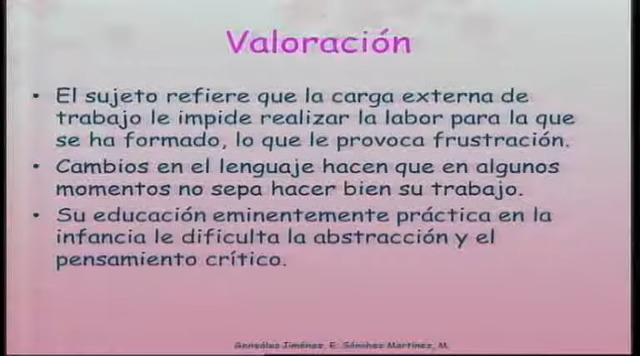 Valoración
• El sujeto refiere que la carga externa de
trabajo le impide realizar la labor para la que
se ha formado, lo que le provoca frustración.
• Cambios en el lenguaje hacen que en algunos
momentos no sepa hacer bien su trabajo.
• Su educación eminentemente práctica en la
infancia le dificulta la abstracción y el
pensamiento crítico.
González Jiménez, E. Sánchez Martínez, M.